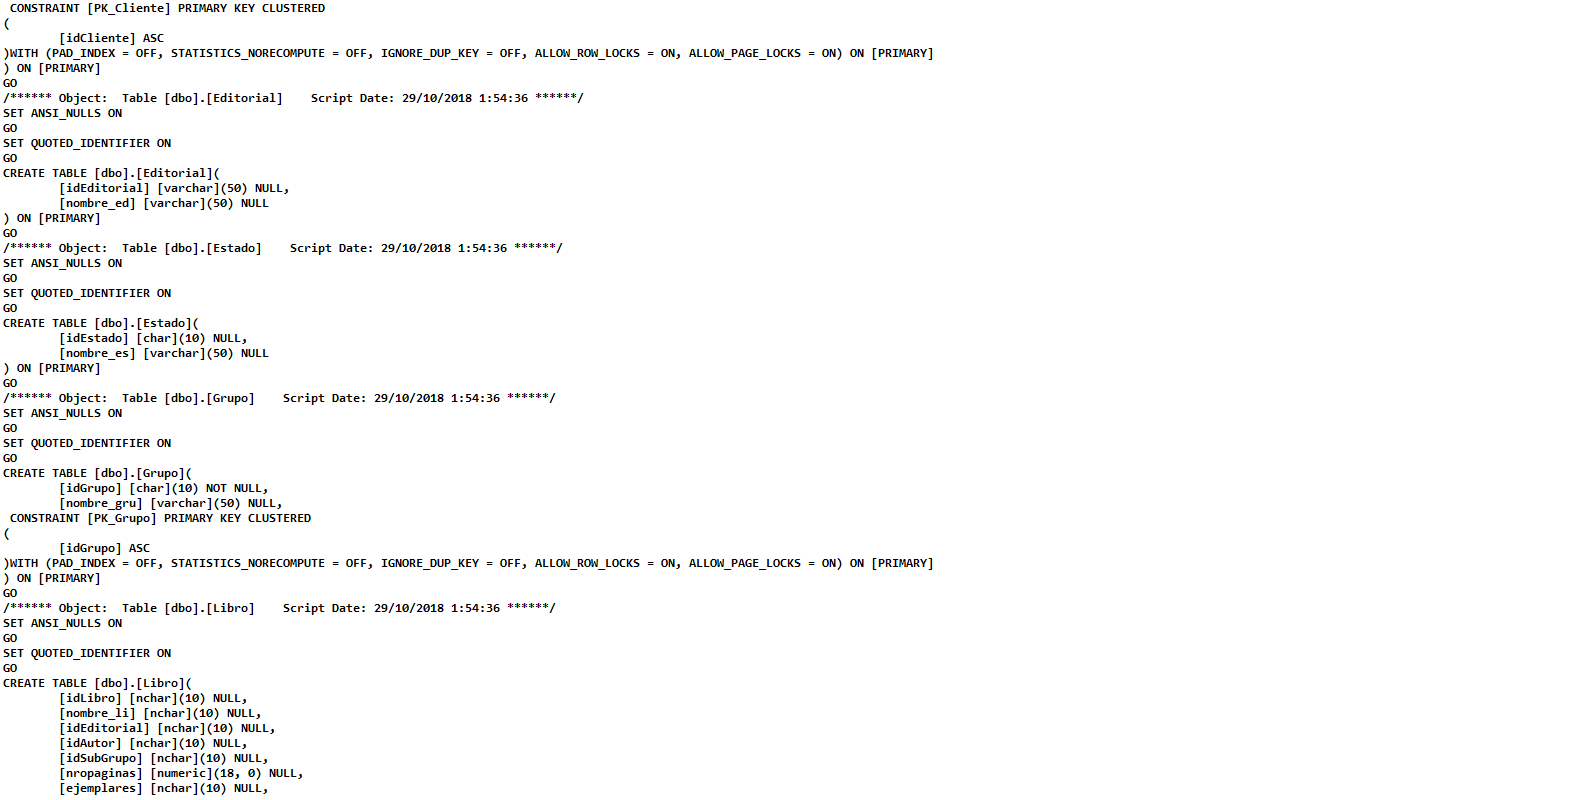 CONSTRAINT [PK_Cliente] PRIMARY KEY CLUSTERED
(
[idCliente] ASC
)WITH (PAD_INDEX = OFF, STATISTICS_NORECOMPUTE = OFF, IGNORE_DUP_KEY = OFF, ALLOW_ROW_LOCKS = ON, ALLOW_PAGE_LOCKS = ON) ON [PRIMARY]
) ON [PRIMARY]
GO
/****** Object:  Table [dbo].[Editorial]    Script Date: 29/10/2018 1:54:36 ******/
SET ANSI_NULLS ON
GO
SET QUOTED_IDENTIFIER ON
GO
CREATE TABLE [dbo].[Editorial](
[idEditorial] [varchar](50) NULL,
[nombre_ed] [varchar](50) NULL
) ON [PRIMARY]
GO
/****** Object:  Table [dbo].[Estado]    Script Date: 29/10/2018 1:54:36 ******/
SET ANSI_NULLS ON
GO
SET QUOTED_IDENTIFIER ON
GO
CREATE TABLE [dbo].[Estado](
[idEstado] [char](10) NULL,
[nombre_es] [varchar](50) NULL
) ON [PRIMARY]
GO
/****** Object:  Table [dbo].[Grupo]    Script Date: 29/10/2018 1:54:36 ******/
SET ANSI_NULLS ON
GO
SET QUOTED_IDENTIFIER ON
GO
CREATE TABLE [dbo].[Grupo](
[idGrupo] [char](10) NOT NULL,
[nombre_gru] [varchar](50) NULL,
CONSTRAINT [PK_Grupo] PRIMARY KEY CLUSTERED
(
[idGrupo] ASC
)WITH (PAD_INDEX = OFF, STATISTICS_NORECOMPUTE = OFF, IGNORE_DUP_KEY = OFF, ALLOW_ROW_LOCKS = ON, ALLOW_PAGE_LOCKS = ON) ON [PRIMARY]
) ON [PRIMARY]
GO
/****** Object:  Table [dbo].[Libro]    Script Date: 29/10/2018 1:54:36 ******/
SET ANSI_NULLS ON
GO
SET QUOTED_IDENTIFIER ON
GO
CREATE TABLE [dbo].[Libro](
[idLibro] [nchar](10) NULL,
[nombre_li] [nchar](10) NULL,
[idEditorial] [nchar](10) NULL,
[idAutor] [nchar](10) NULL,
[idSubGrupo] [nchar](10) NULL,
[nropaginas] [numeric](18, 0) NULL,
[ejemplares] [nchar](10) NULL,